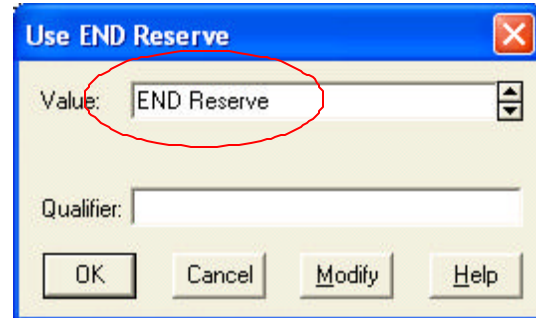 Use END Reserve
Value: END Reserve
Qualifier:
OK Cancel Modify Help